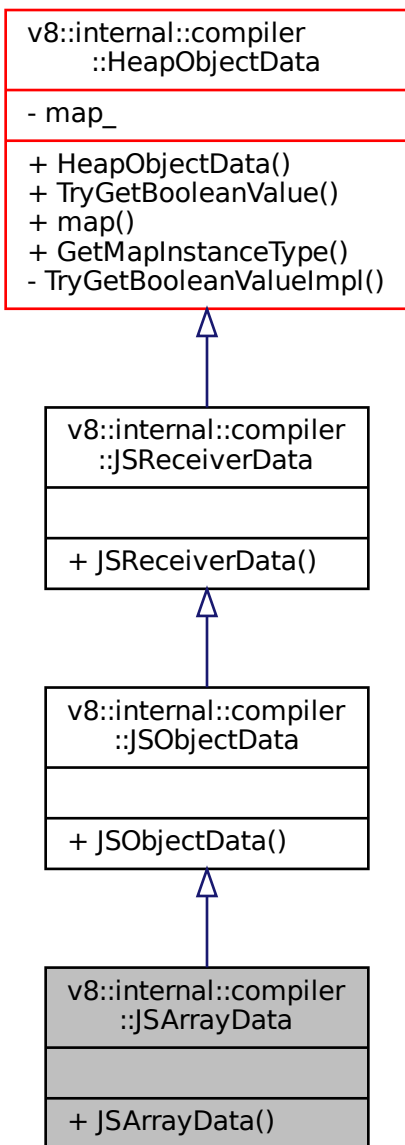 v8::internal::compiler
::HeapObjectData
- map_
+ HeapObjectData()
+ TryGetBooleanValue()
+ map()
+ GetMapInstanceType()
- TryGetBooleanValueImpl()
v8::internal::compiler
::JSReceiverData
+ JSReceiverData()
v8::internal::compiler
::JSObjectData
+ JSObjectData()
v8::internal::compiler
::JSArrayData
+ JSArrayData()